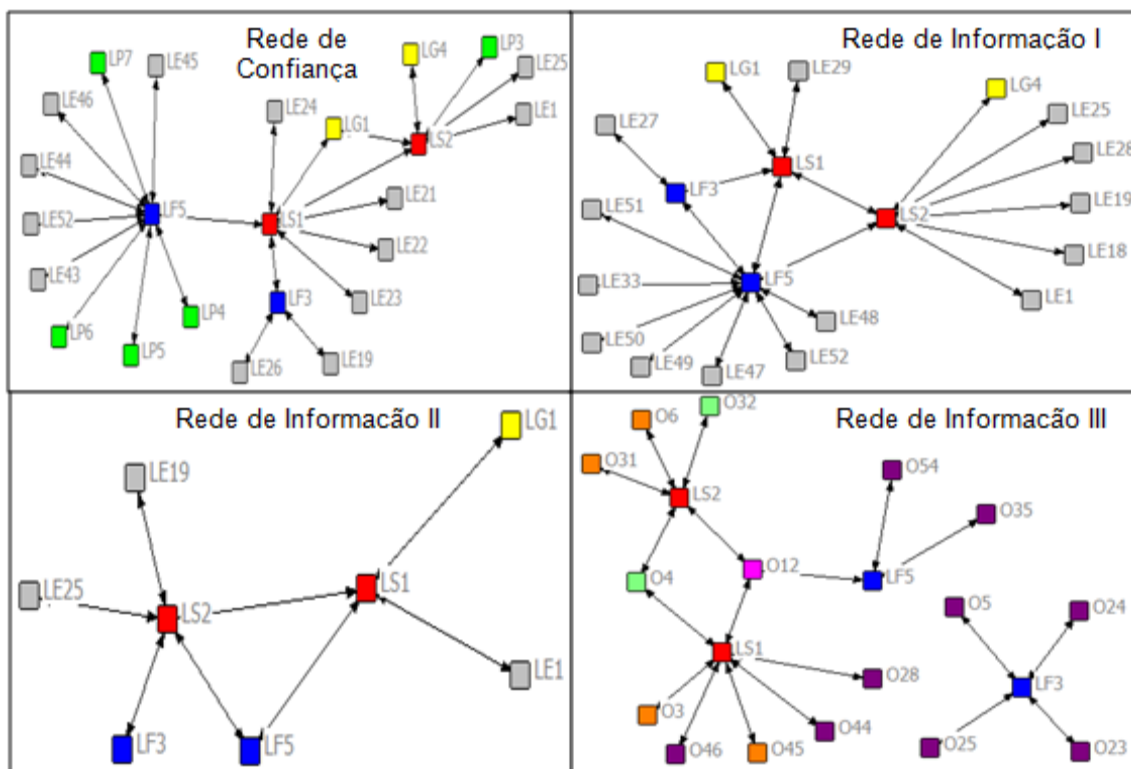 Rede de
Confiança
LP7
LE45
LE46
LE24
LG4
LP3
LE25
LE1
LG1
LS2
LE44
LE52
LF5
LS1
LE21
LE22
LE43
LE23
LF3
LP6
LP5
LP4
LE26
LE19
Rede de Informação I
LG1
LE29
LG4
LE25
LE27
LE28
LS1
LF3
LE19
LE51
LS2
LE18
LE33
LF5
LE1
LE48
LE50
LE49
LE47
LE52
Rede de Informação II
LG1
LE19
LE25
LS2
LS1
LE1
LF3
LF5
Rede de Informação III
O6
O32
O31
LS2
O54
O35
O4
O12
LF5
O5
O24
LS1
O28
LF3
O3
O44
O46
O45
O25
O23